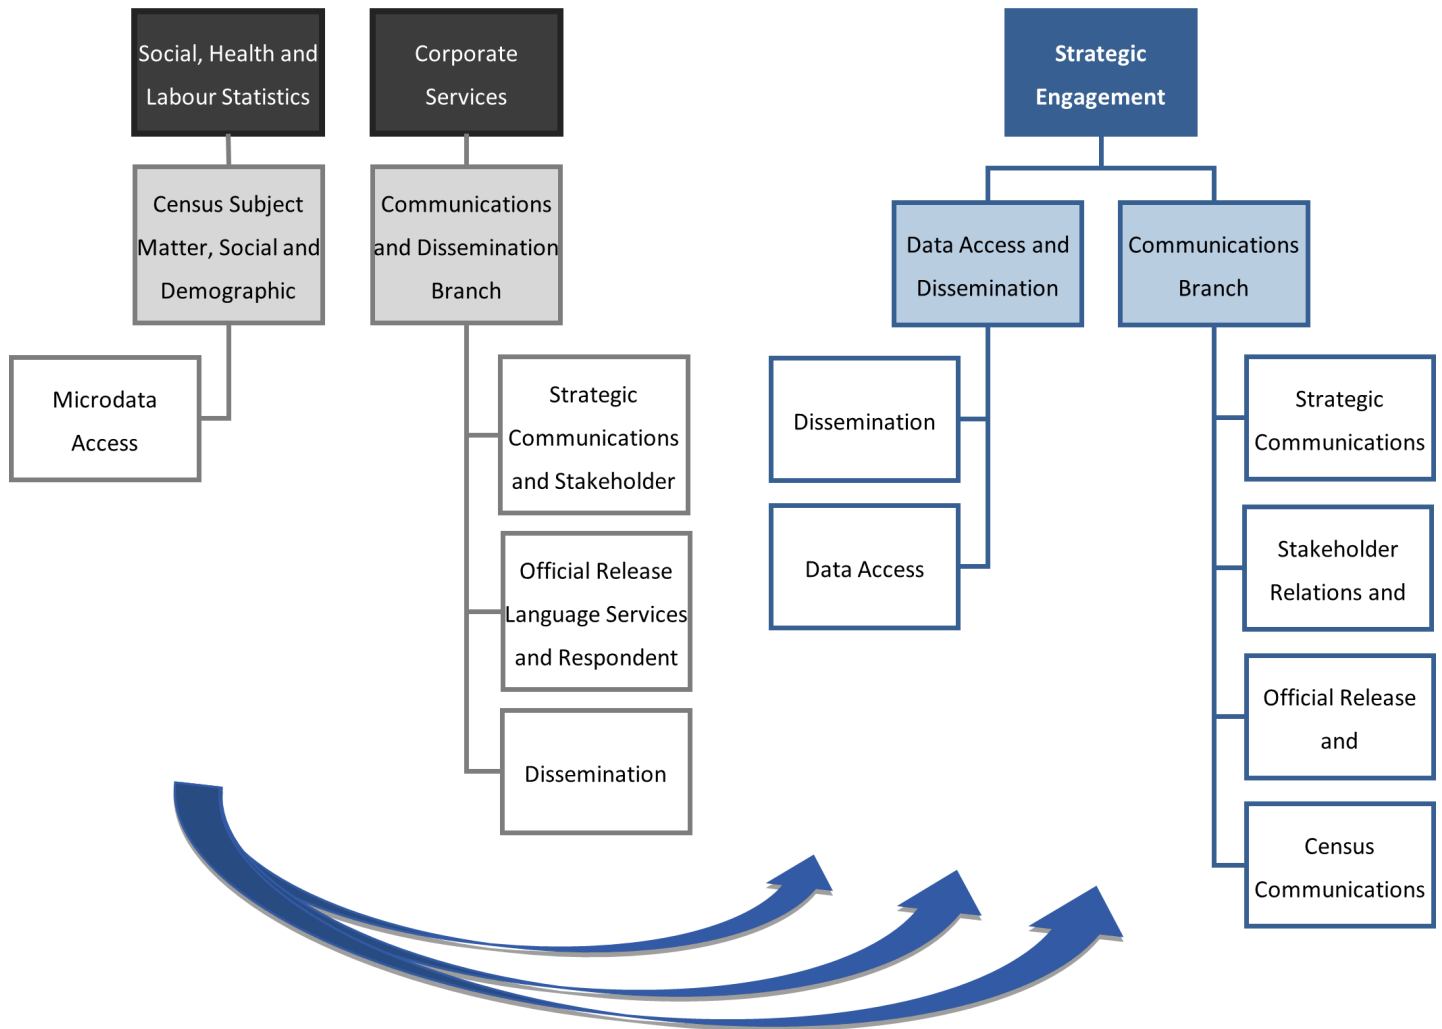 Social, Health and
Labour Statistics
Corporate
Services
Strategic
Engagement
Census Subject
Matter, Social and
Demographic
Communications
and Dissemination
Branch
Data Access and
Dissemination
Communications
Branch
Microdata
Access
Strategic
Communications
and Stakeholder
Official Release
Language Services
and Respondent
Dissemination
Dissemination
Data Access
Strategic
Communications
Stakeholder
Relations and
Official Release
and
Census
Communications